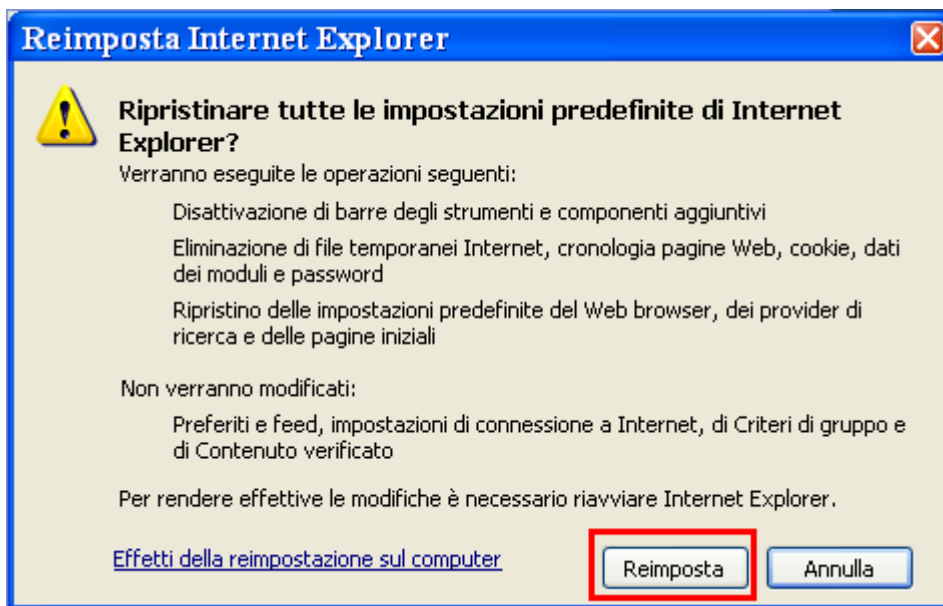 Reimposta Internet Explorer
Ripristinare tutte le impostazioni predefinite di Internet
Explorer?
Verranno eseguite le operazioni seguenti:
Disattivazione di barre degli strumenti e componenti aggiuntivi
Eliminazione di file temporanei Internet, cronologia pagine Web, cookie, dati
dei moduli e password
Ripristino delle impostazioni predefinite del Web browser, dei provider di
ricerca e delle pagine iniziali
Non verranno modificati:
Preferiti e feed, impostazioni di connessione a Internet, di Criteri di gruppo e
di Contenuto verificato
Per rendere effettive le modifiche è necessario riavviare Internet Explorer.
Effetti della reimpostazione sul computer
Reimposta
Annulla